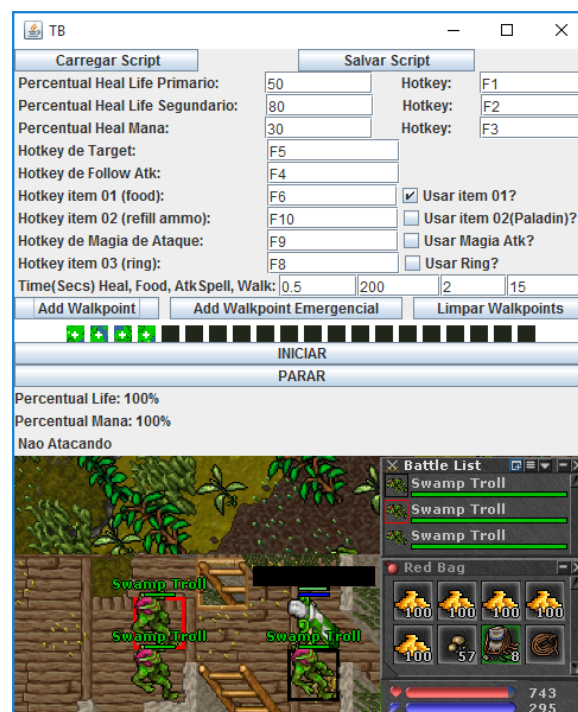 TB
Carregar Script Salvar Script
Percentual Heal Life Primario: 50 Hotkey: F1
Percentual Heal Life Segundario: 80 Hotkey: F2
Percentual Heal Mana: 30 Hotkey: F3
Hotkey de Target: F5
Hotkey de Follow Atk: F4
Hotkey item 01 (food): F6 Usar item 01?
Hotkey item 02 (refill ammo): F10 Usar item 02(Paladin)?
Hotkey de Magia de Ataque: F9 Usar Magia Atk?
Hotkey item 03 (ring): F8 Usar Ring?
Time(Secs) Heal, Food, AtkSpell, Walk: 0.5 200 2 15
Add Walkpoint Add Walkpoint Emergencial Limpar Walkpoints
INICIAR
PARAR
Percentual Life: 100%
Percentual Mana: 100%
Nao Atacando
Battle List
Swamp Troll
Swamp Troll
Swamp Troll
Red Bag
Swamp Troll
100 100 100 100
Swamp Troll Swamp Troll
100 57 8
743
295